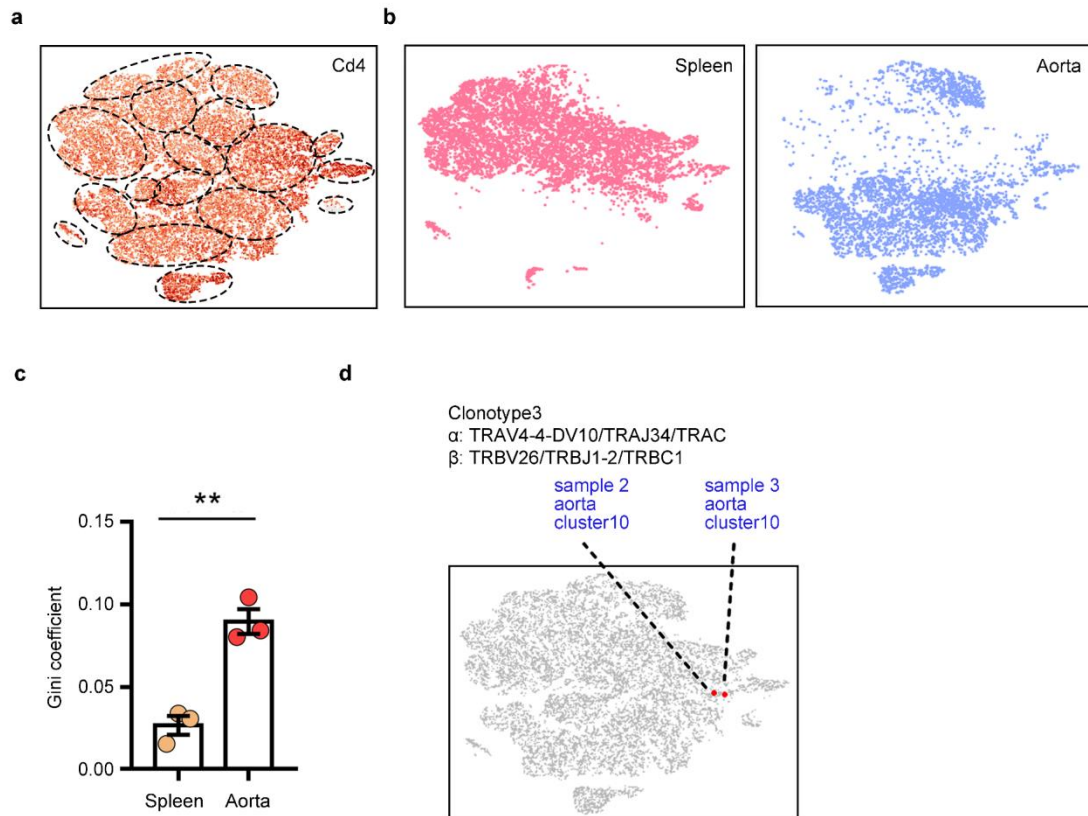 a
Cd4
b
Spleen
Aorta
c
**
Gini coefficient
0.15
0.10
0.05
0.00
Spleen
Aorta
d
Clonotype3
α: TRAV4-4-DV10/TRAJ34/TRAC
β: TRBV26/TRBJ1-2/TRBC1
sample 2
aorta
cluster10
sample 3
aorta
cluster10